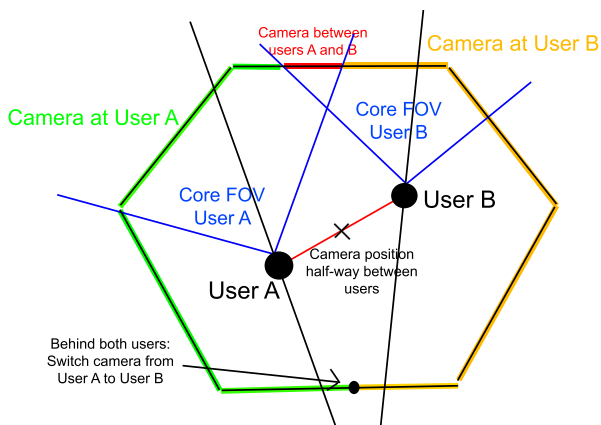 Camera between
users A and B
Camera at User B
Camera at User A
Core FOV
User B
Core FOV
User A
User B
Camera position
half-way between
users
User A
Behind both users:
Switch camera from
User A to User B